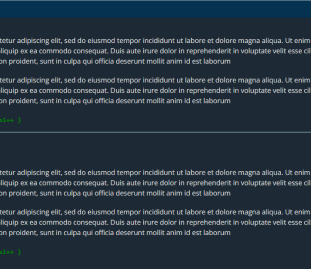 tetur adipiscing elit, sed do eiusmod tempor incididunt ut labore et dolore magna aliqua. Ut enim
aliquip ex ea commodo consequat. Duis aute irure dolor in reprehenderit in voluptate velit esse cil
on proident, sunt in culpa qui officia deserunt mollit anim id est laborum
tetur adipiscing elit, sed do eiusmod tempor incididunt ut labore et dolore magna aliqua. Ut enim
aliquip ex ea commodo consequat. Duis aute irure dolor in reprehenderit in voluptate velit esse cil
on proident, sunt in culpa qui officia deserunt mollit anim id est laborum
++ }
tetur adipiscing elit, sed do eiusmod tempor incididunt ut labore et dolore magna aliqua. Ut enim
aliquip ex ea commodo consequat. Duis aute irure dolor in reprehenderit in voluptate velit esse cil
on proident, sunt in culpa qui officia deserunt mollit anim id est laborum
tetur adipiscing elit, sed do eiusmod tempor incididunt ut labore et dolore magna aliqua. Ut enim
aliquip ex ea commodo consequat. Duis aute irure dolor in reprehenderit in voluptate velit esse cil
on proident, sunt in culpa qui officia deserunt mollit anim id est laborum
++ }